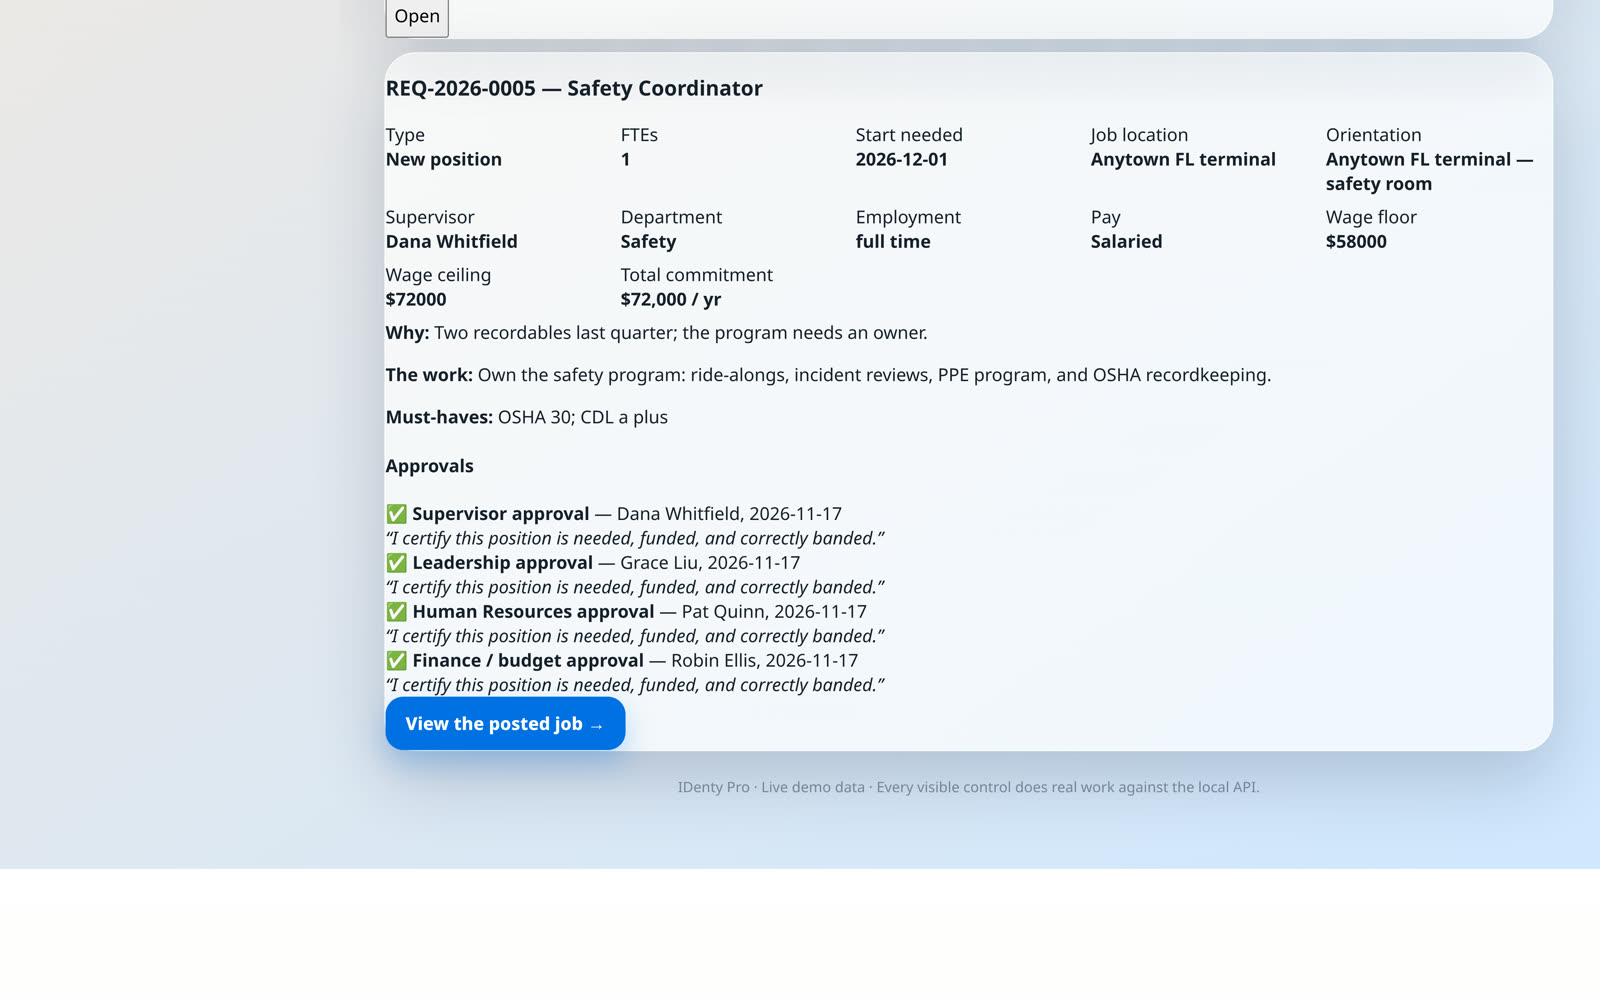 Open
REQ-2026-0005 — Safety Coordinator
Type FTEs Start needed Job location Orientation
New position 1 2026-12-01 Anytown FL terminal Anytown FL terminal —
safety room
Supervisor Department Employment Pay Wage floor
Dana Whitfield Safety full time Salaried $58000
Wage ceiling Total commitment
$72000 $72,000 / yr
Why: Two recordables last quarter; the program needs an owner.
The work: Own the safety program: ride-alongs, incident reviews, PPE program, and OSHA recordkeeping.
Must-haves: OSHA 30; CDL a plus
Approvals
✅ Supervisor approval — Dana Whitfield, 2026-11-17
“I certify this position is needed, funded, and correctly banded.”
✅ Leadership approval — Grace Liu, 2026-11-17
“I certify this position is needed, funded, and correctly banded.”
✅ Human Resources approval — Pat Quinn, 2026-11-17
“I certify this position is needed, funded, and correctly banded.”
✅ Finance / budget approval — Robin Ellis, 2026-11-17
“I certify this position is needed, funded, and correctly banded.”
View the posted job →
IDenty Pro · Live demo data · Every visible control does real work against the local API.